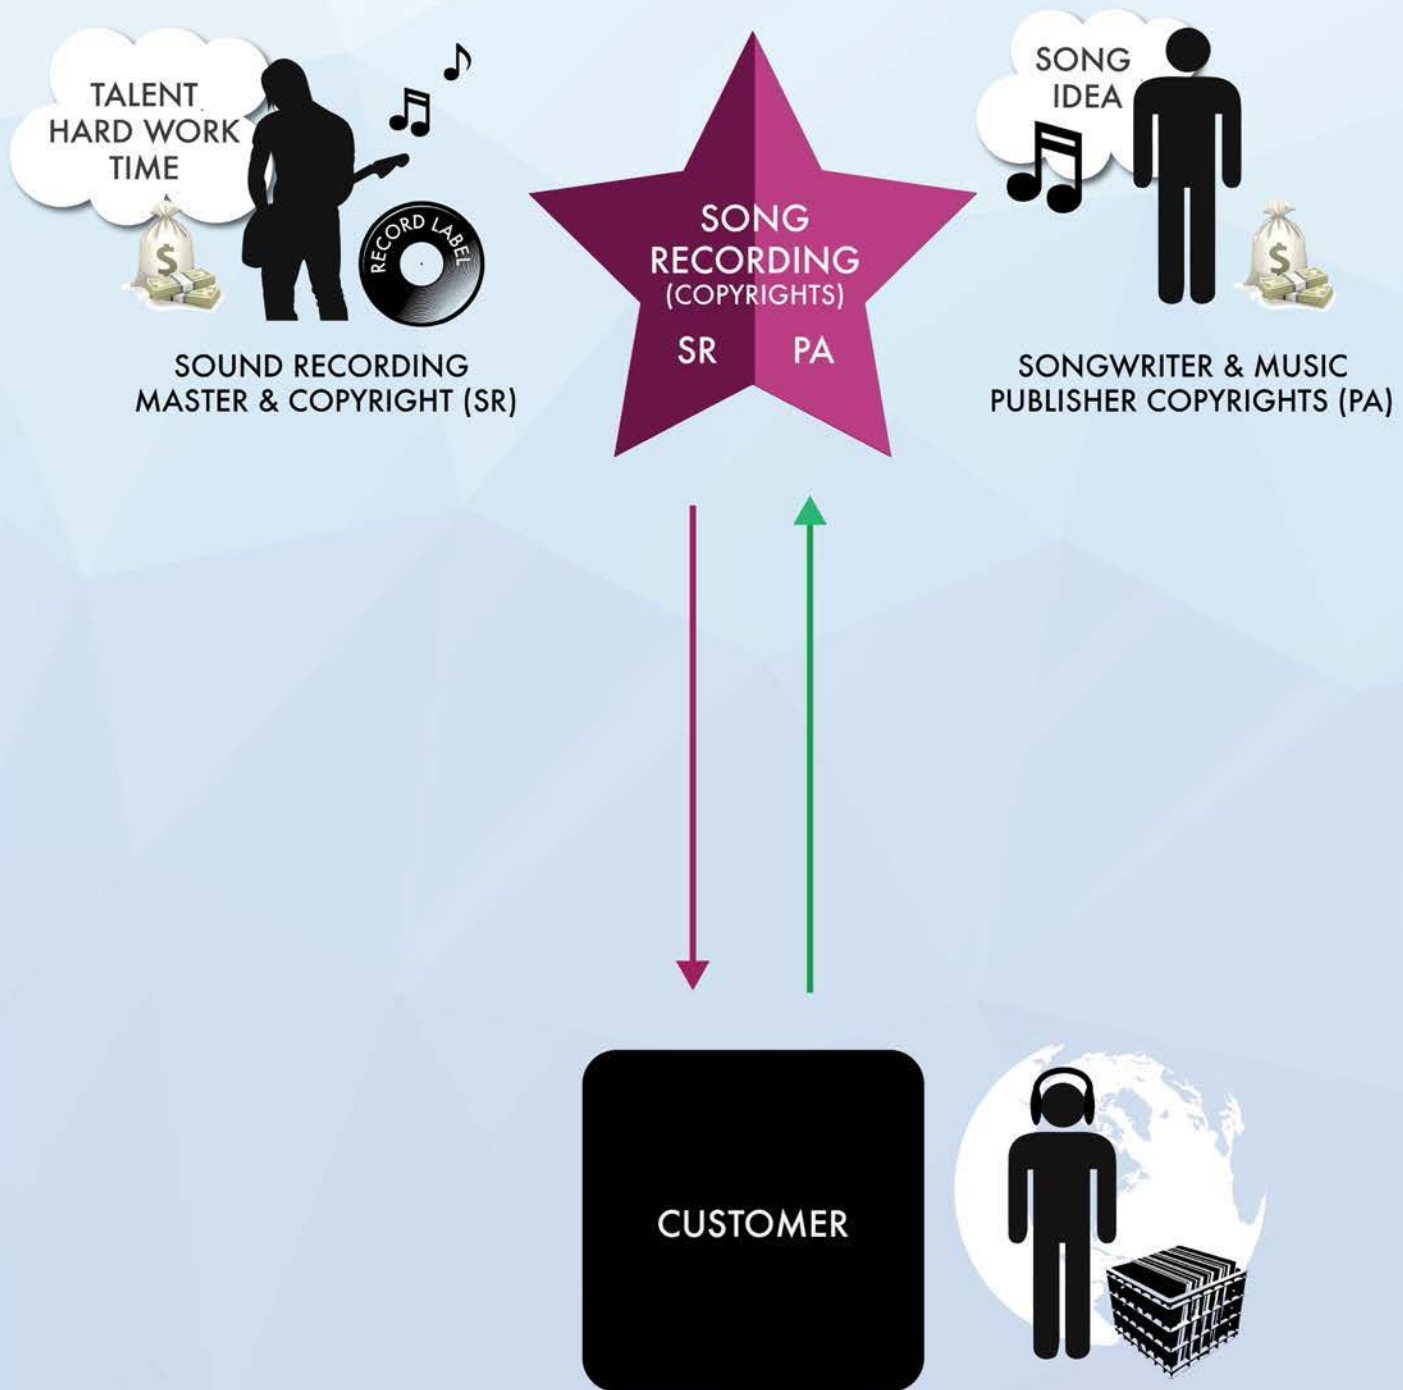 TALENT
HARD WORK
TIME
$
RECORD LABEL
SOUND RECORDING
MASTER & COPYRIGHT (SR)
SONG
RECORDING
(COPYRIGHTS)
SR PA
SONG
IDEA
$
SONGWRITER & MUSIC
PUBLISHER COPYRIGHTS (PA)
CUSTOMER